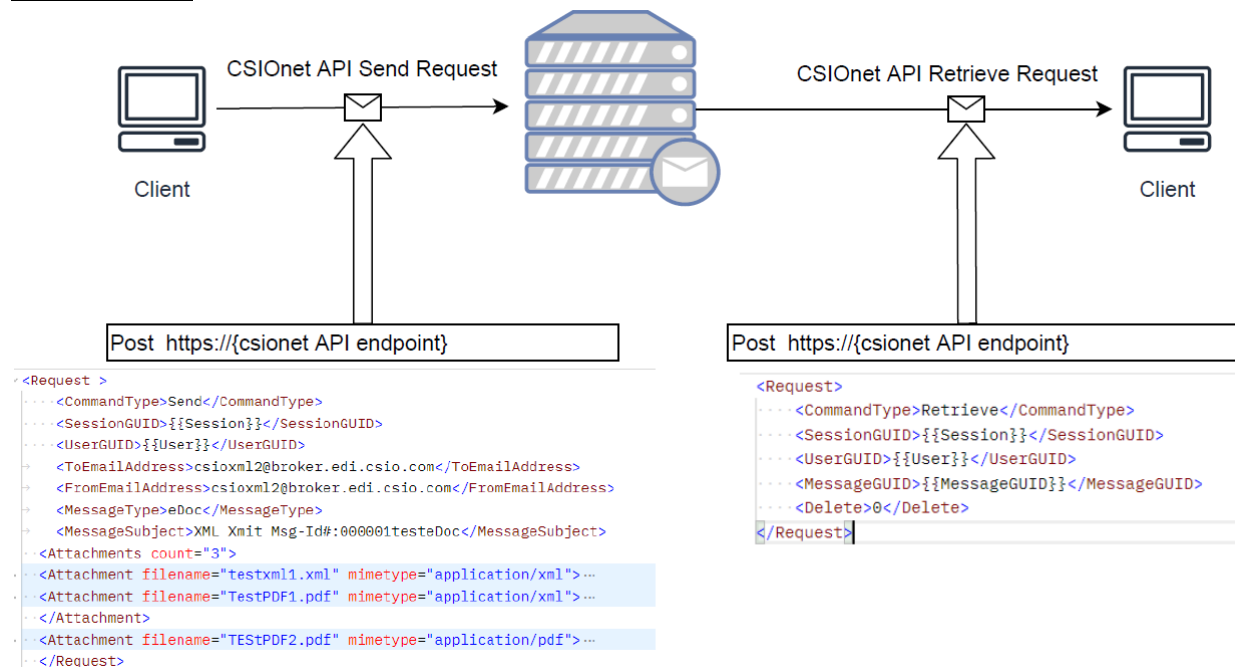 CSIOnet API Send Request
CSIOnet API Retrieve Request
Client
Client
Post https://{csionet API endpoint}
<Request >
<CommandType>Send</CommandType>
<SessionGUID>{{Session}}</SessionGUID>
<UserGUID>{{User}}</UserGUID>
<ToEmailAddress>csioxml2@broker.edi.csio.com</ToEmailAddress>
<FromEmailAddress>csioxml2@broker.edi.csio.com</FromEmailAddress>
<MessageType>eDoc</MessageType>
<MessageSubject>XML Xmit Msg-Id#:000001testeDoc</MessageSubject>
<Attachments count="3">
<Attachment filename="testxml1.xml" mimetype="application/xml">...
<Attachment filename="TestPDF1.pdf" mimetype="application/xml">...
</Attachment>
<Attachment filename="TEStPDF2.pdf" mimetype="application/pdf">...
</Request>
Post https://{csionet API endpoint}
<Request>
<CommandType>Retrieve</CommandType>
<SessionGUID>{{Session}}</SessionGUID>
<UserGUID>{{User}}</UserGUID>
<MessageGUID>{{MessageGUID}}</MessageGUID>
<Delete>0</Delete>
</Request>